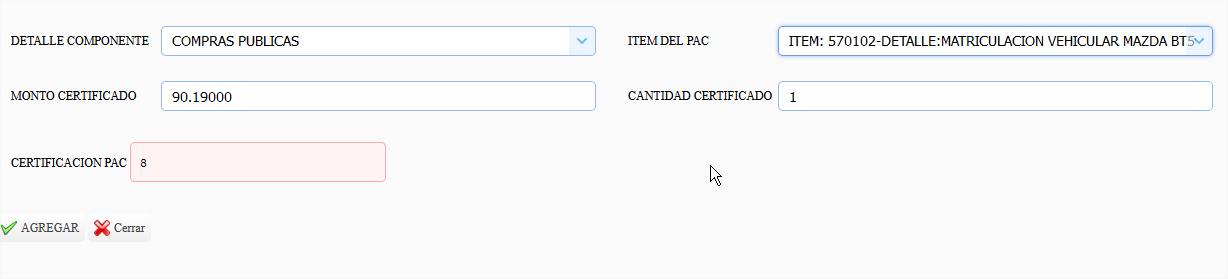 DETALLE COMPONENTE COMPRAS PUBLICAS ITEM DEL PAC ITEM: 570102-DETALLE:MATRICULACION VEHICULAR MAZDA BT5
MONTO CERTIFICADO 90.19000 CANTIDAD CERTIFICADO 1
CERTIFICACION PAC 8
AGREGAR Cerrar